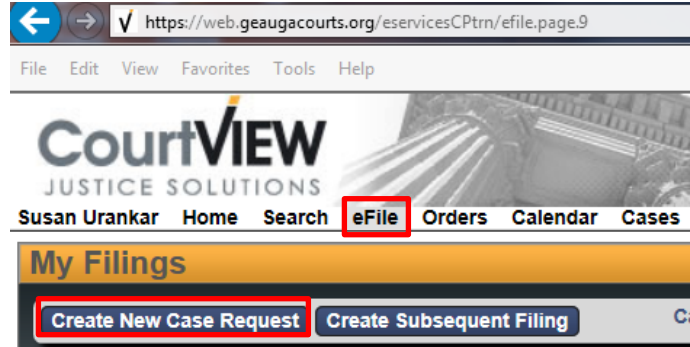 https://web.geaugacourts.org/eservicesCPtrn/efile.page.9
File Edit View Favorites Tools Help
CourtVIEW
JUSTICE SOLUTIONS
Susan Urankar Home Search eFile Orders Calendar Cases
My Filings
Create New Case Request Create Subsequent Filing